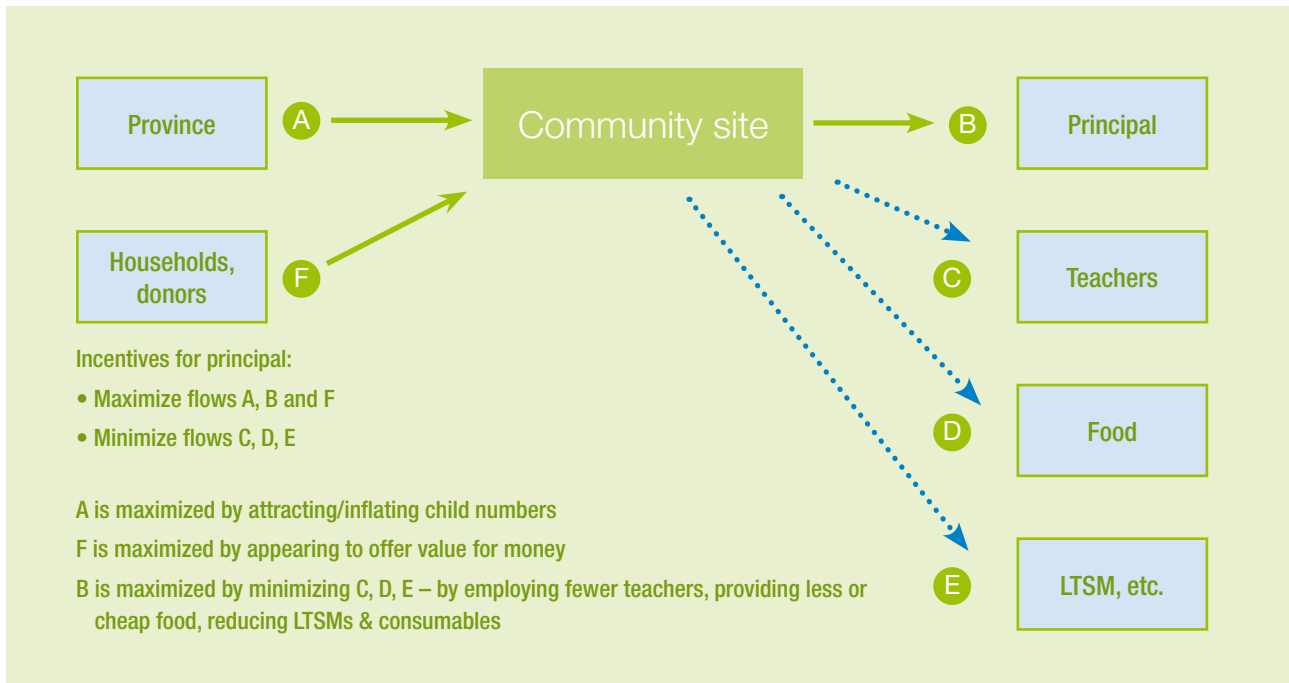 Province
A
Community site
B
Principal
Households,
donors
F
C
Teachers
Incentives for principal:
• Maximize flows A, B and F
• Minimize flows C, D, E
D
Food
A is maximized by attracting/inflating child numbers
F is maximized by appearing to offer value for money
B is maximized by minimizing C, D, E – by employing fewer teachers, providing less or
cheap food, reducing LTSMs & consumables
E
LTSM, etc.